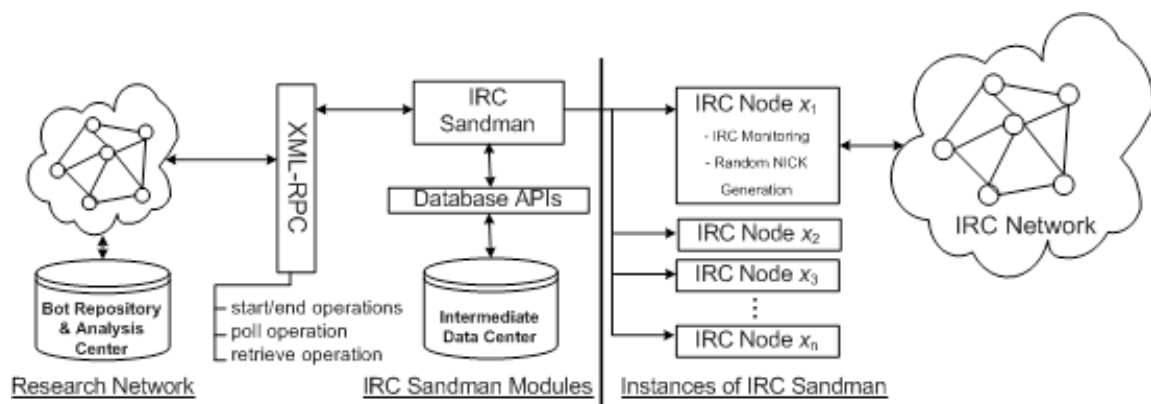 XML-RPC
IRC
Sandman
Database APIs
Intermediate
Data Center
Bot Repository
& Analysis
Center
start/end operations
poll operation
retrieve operation
IRC Node x1
- IRC Monitoring
- Random NICK
Generation
IRC Node x2
IRC Node x3
IRC Node xn
IRC Network
Research Network
IRC Sandman Modules
Instances of IRC Sandman